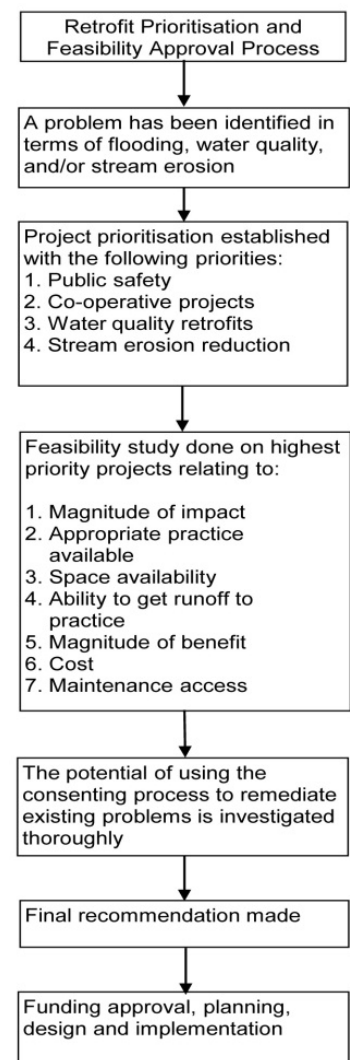 Retrofit Prioritisation and
Feasibility Approval Process
A problem has been identified in
terms of flooding, water quality,
and/or stream erosion
Project prioritisation established
with the following priorities:
1. Public safety
2. Co-operative projects
3. Water quality retrofits
4. Stream erosion reduction
Feasibility study done on highest
priority projects relating to:
1. Magnitude of impact
2. Appropriate practice
available
3. Space availability
4. Ability to get runoff to
practice
5. Magnitude of benefit
6. Cost
7. Maintenance access
The potential of using the
consenting process to remediate
existing problems is investigated
thoroughly
Final recommendation made
Funding approval, planning,
design and implementation